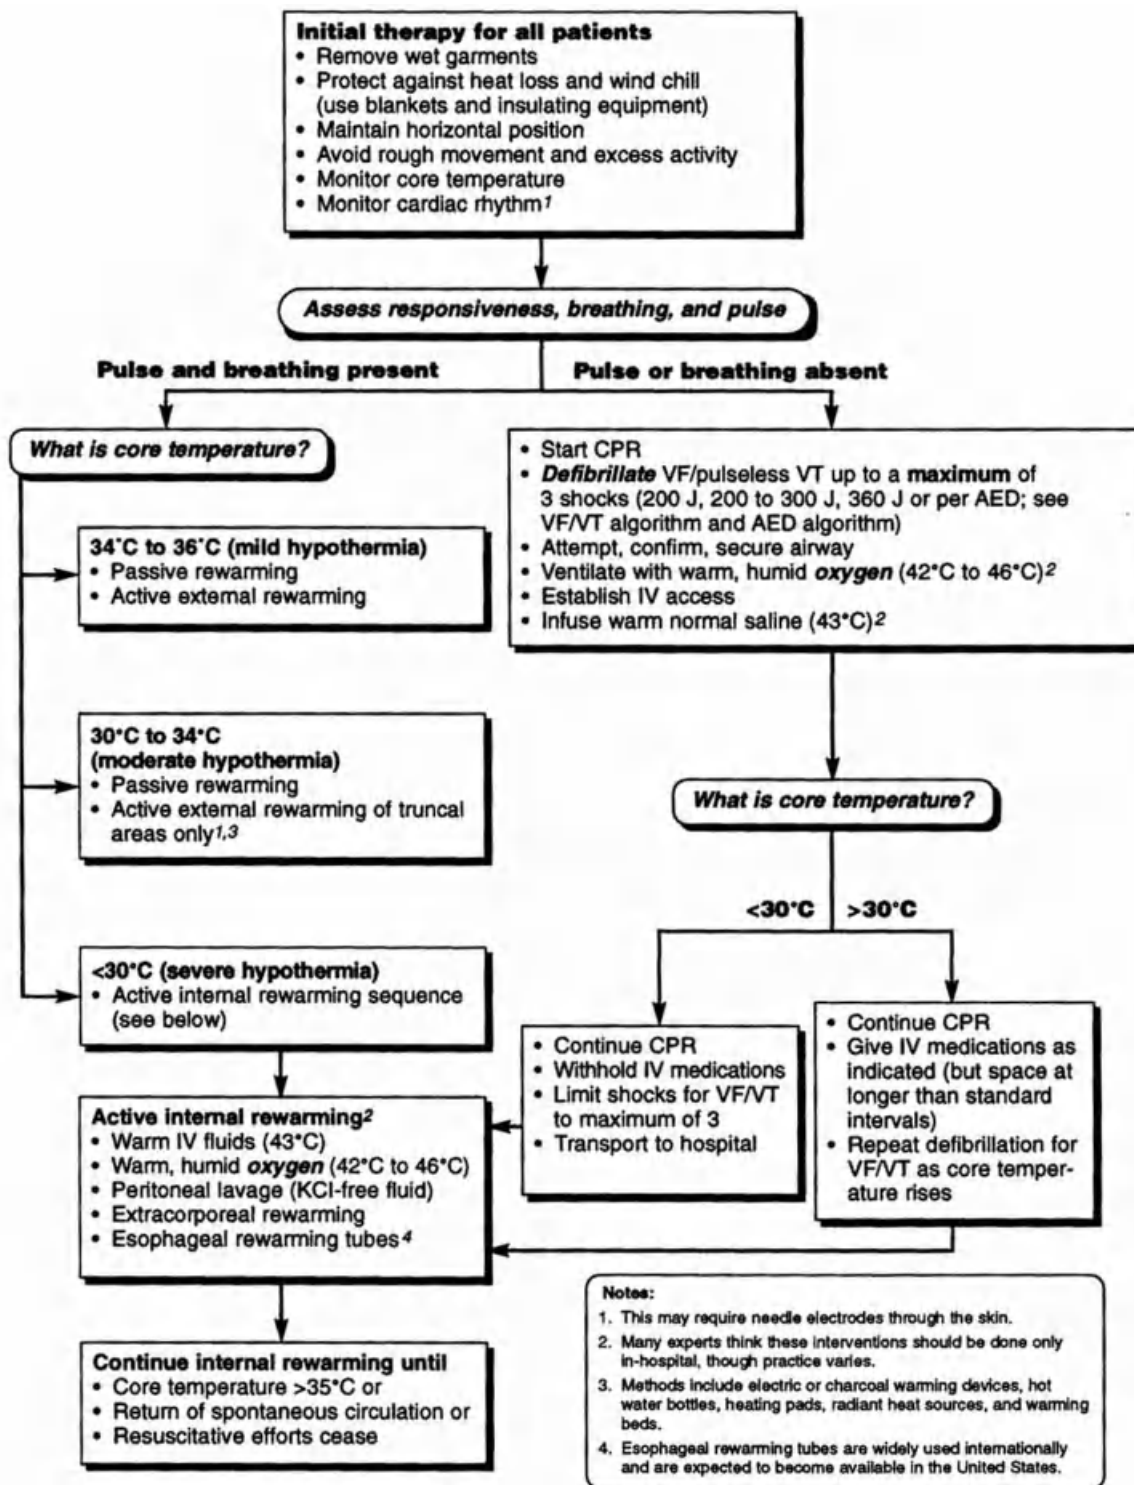 Initial therapy for all patients
• Remove wet garments
• Protect against heat loss and wind chill
(use blankets and insulating equipment)
• Maintain horizontal position
• Avoid rough movement and excess activity
• Monitor core temperature
• Monitor cardiac rhythm1
Assess responsiveness, breathing, and pulse
Pulse and breathing present
Pulse or breathing absent
What is core temperature?
34°C to 36°C (mild hypothermia)
• Passive rewarming
• Active external rewarming
30°C to 34°C
(moderate hypothermia)
• Passive rewarming
• Active external rewarming of truncal
areas only1,3
<30°C (severe hypothermia)
• Active internal rewarming sequence
(see below)
• Start CPR
• Defibrillate VF/pulseless VT up to a maximum of
3 shocks (200 J, 200 to 300 J, 360 J or per AED; see
VF/VT algorithm and AED algorithm)
• Attempt, confirm, secure airway
• Ventilate with warm, humid oxygen (42°C to 46°C)2
• Establish IV access
• Infuse warm normal saline (43°C)2
What is core temperature?
<30°C
>30°C
• Continue CPR
• Withhold IV medications
• Limit shocks for VF/VT
to maximum of 3
• Transport to hospital
• Continue CPR
• Give IV medications as
indicated (but space at
longer than standard
intervals)
• Repeat defibrillation for
VF/VT as core temper-
ature rises
Active internal rewarming2
• Warm IV fluids (43°C)
• Warm, humid oxygen (42°C to 46°C)
• Peritoneal lavage (KCl-free fluid)
• Extracorporeal rewarming
• Esophageal rewarming tubes4
Continue internal rewarming until
• Core temperature >35°C or
• Return of spontaneous circulation or
• Resuscitative efforts cease
Notes:
1. This may require needle electrodes through the skin.
2. Many experts think these interventions should be done only
in-hospital, though practice varies.
3. Methods include electric or charcoal warming devices, hot
water bottles, heating pads, radiant heat sources, and warming
beds.
4. Esophageal rewarming tubes are widely used internationally
and are expected to become available in the United States.